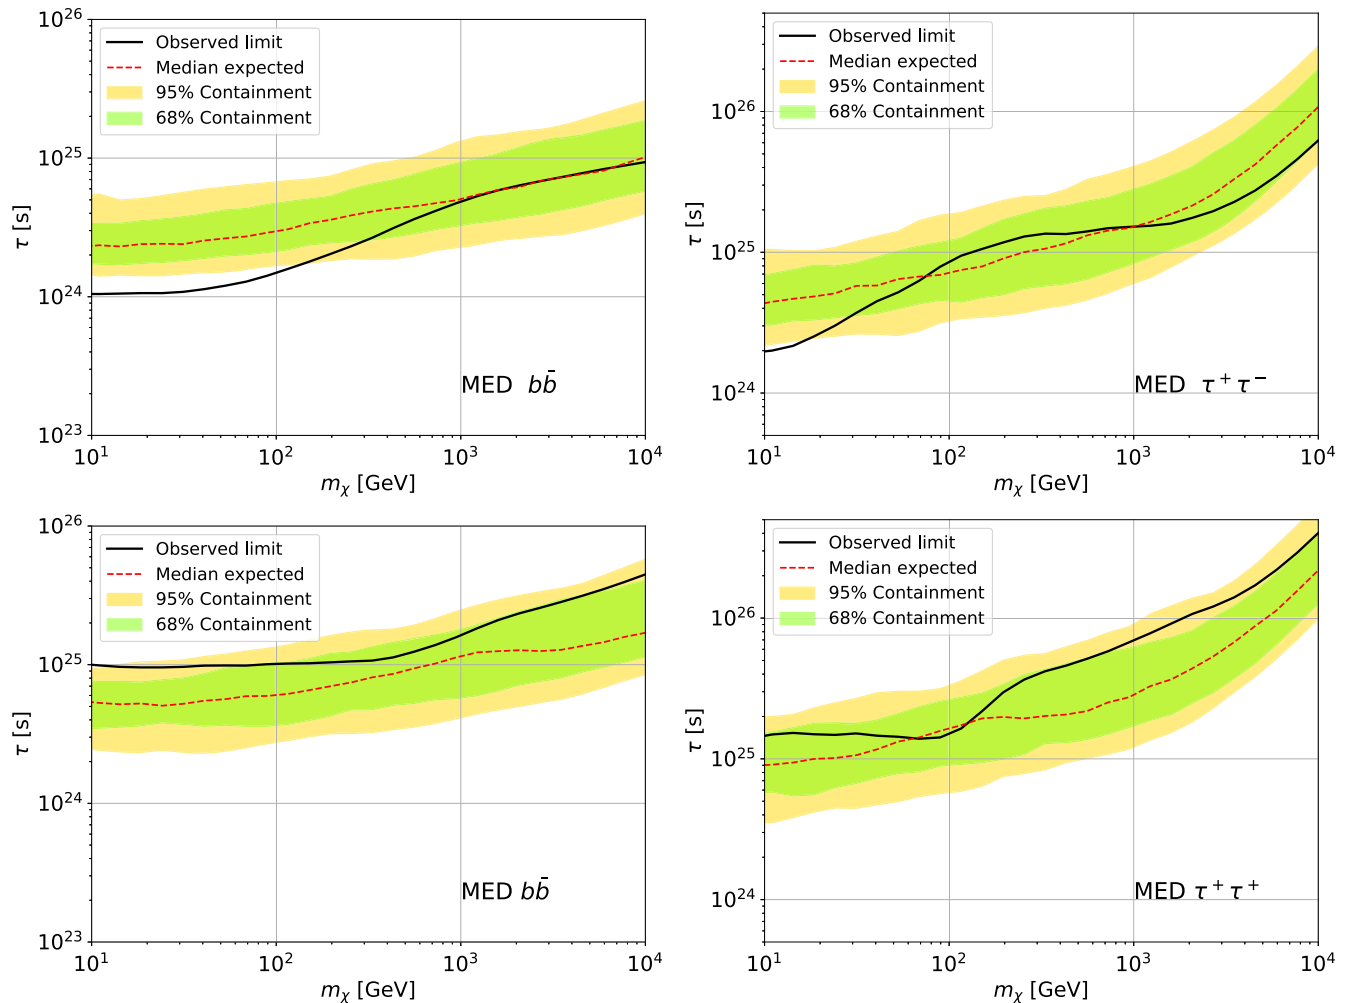 10^26
10^25
10^24
10^23
τ [s]
Observed limit
Median expected
95% Containment
68% Containment
MED b\bar{b}
10^1
10^2
10^3
10^4
m_χ [GeV]
10^26
10^25
10^24
τ [s]
Observed limit
Median expected
95% Containment
68% Containment
MED τ^+ τ^−
10^1
10^2
10^3
10^4
m_χ [GeV]
10^26
10^25
10^24
10^23
τ [s]
Observed limit
Median expected
95% Containment
68% Containment
MED b\bar{b}
10^1
10^2
10^3
10^4
m_χ [GeV]
10^26
10^25
10^24
τ [s]
Observed limit
Median expected
95% Containment
68% Containment
MED τ^+ τ^+
10^1
10^2
10^3
10^4
m_χ [GeV]